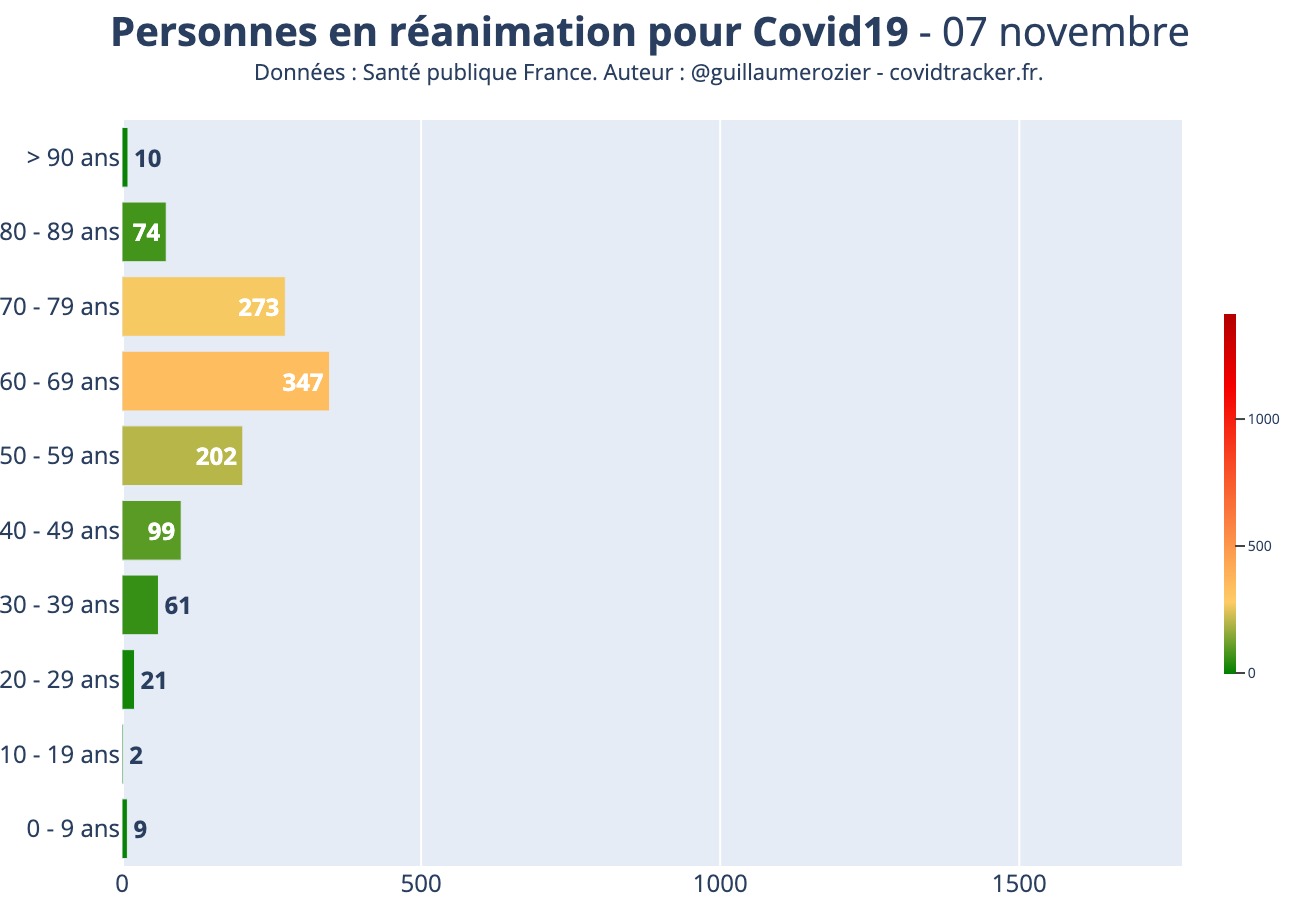 Personnes en réanimation pour Covid19 - 07 novembre
Données : Santé publique France. Auteur : @guillaumerozier - covidtracker.fr.
> 90 ans 10
80 - 89 ans 74
70 - 79 ans 273
60 - 69 ans 347
50 - 59 ans 202
40 - 49 ans 99
30 - 39 ans 61
20 - 29 ans 21
10 - 19 ans 2
0 - 9 ans 9
0 500 1000 1500
1000
500
0